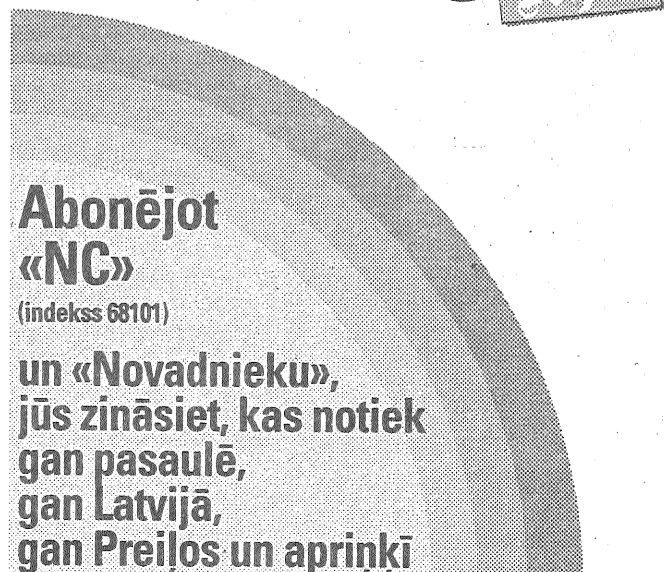 Abonējot
«NC»
(indekss 68101)
un «Novadnieku»,
jūs zināsiet, kas notiek
gan pasaulē,
gan Latvijā,
gan Preiļos un apriņķī